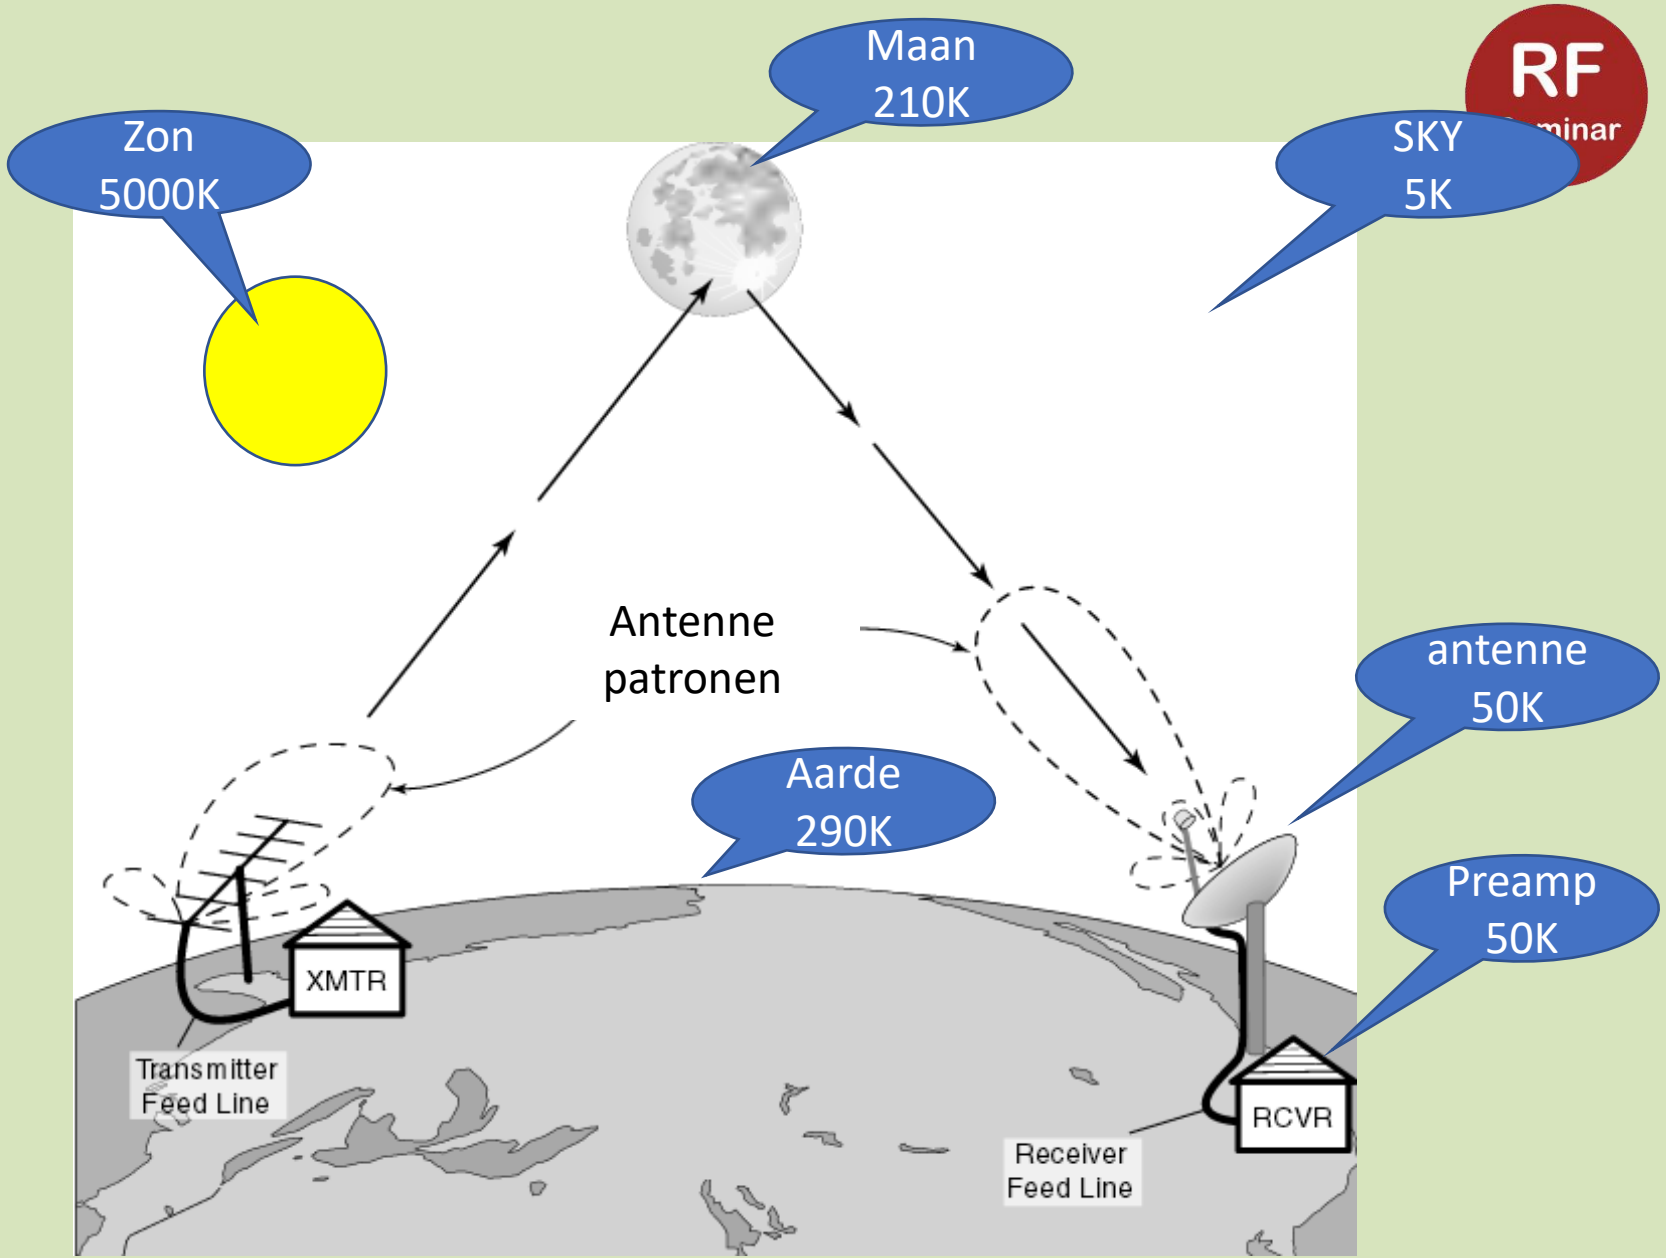 Maan
210K
RF
minar
Zon
5000K
SKY
5K
Antenne
patronen
antenne
50K
Aarde
290K
Preamp
50K
XMTR
Transmitter
Feed Line
RCVR
Receiver
Feed Line